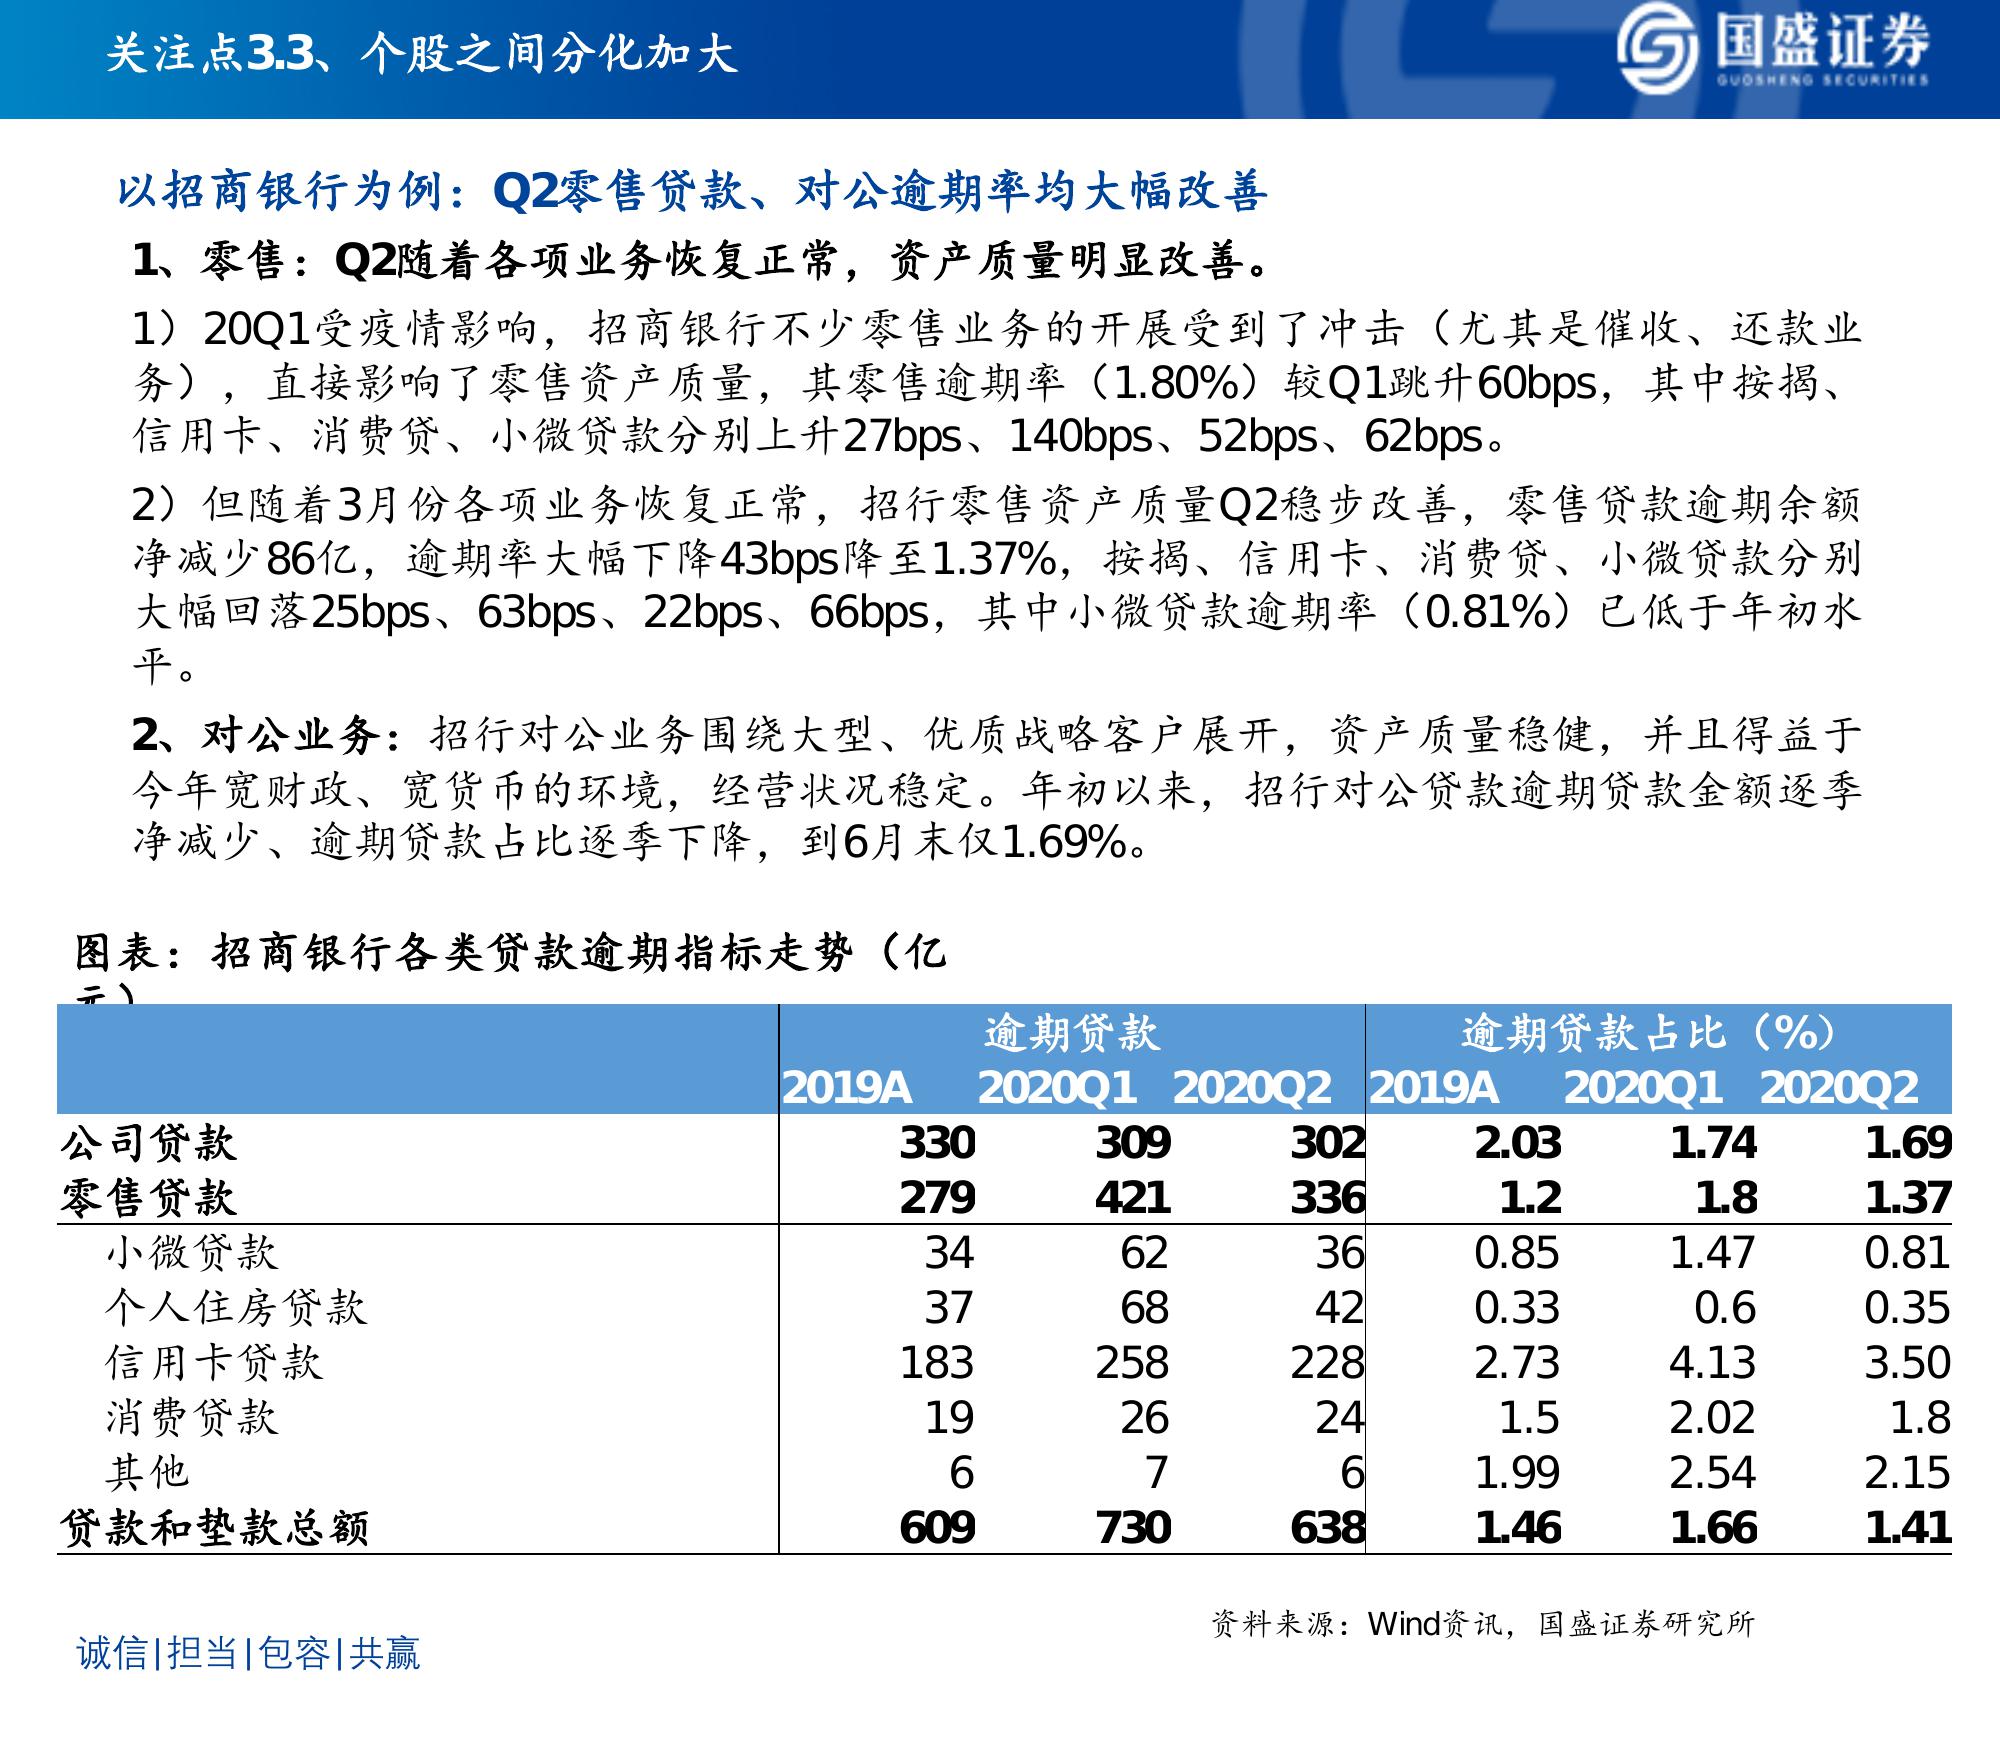 关注点3.3、个股之间分化加大
国盛证券
GUOSHENG SECURITIES
以招商银行为例：Q2零售贷款、对公逾期率均大幅改善
1、零售：Q2随着各项业务恢复正常，资产质量明显改善。
1）20Q1受疫情影响，招商银行不少零售业务的开展受到了冲击（尤其是催收、还款业
务），直接影响了零售资产质量，其零售逾期率（1.80%）较Q1跳升60bps，其中按揭、
信用卡、消费贷、小微贷款分别上升27bps、140bps、52bps、62bps。
2）但随着3月份各项业务恢复正常，招行零售资产质量Q2稳步改善，零售贷款逾期余额
净减少86亿，逾期率大幅下降43bps降至1.37%，按揭、信用卡、消费贷、小微贷款分别
大幅回落25bps、63bps、22bps、66bps，其中小微贷款逾期率（0.81%）已低于年初水
平。
2、对公业务：招行对公业务围绕大型、优质战略客户展开，资产质量稳健，并且得益于
今年宽财政、宽货币的环境，经营状况稳定。年初以来，招行对公贷款逾期贷款金额逐季
净减少、逾期贷款占比逐季下降，到6月末仅1.69%。
图表：招商银行各类贷款逾期指标走势（亿
元）
逾期贷款 逾期贷款占比（%）
2019A 2020Q1 2020Q2 2019A 2020Q1 2020Q2
公司贷款 330 309 302 2.03 1.74 1.69
零售贷款 279 421 336 1.2 1.8 1.37
小微贷款 34 62 36 0.85 1.47 0.81
个人住房贷款 37 68 42 0.33 0.6 0.35
信用卡贷款 183 258 228 2.73 4.13 3.50
消费贷款 19 26 24 1.5 2.02 1.8
其他 6 7 6 1.99 2.54 2.15
贷款和垫款总额 609 730 638 1.46 1.66 1.41
资料来源：Wind资讯，国盛证券研究所
诚信|担当|包容|共赢